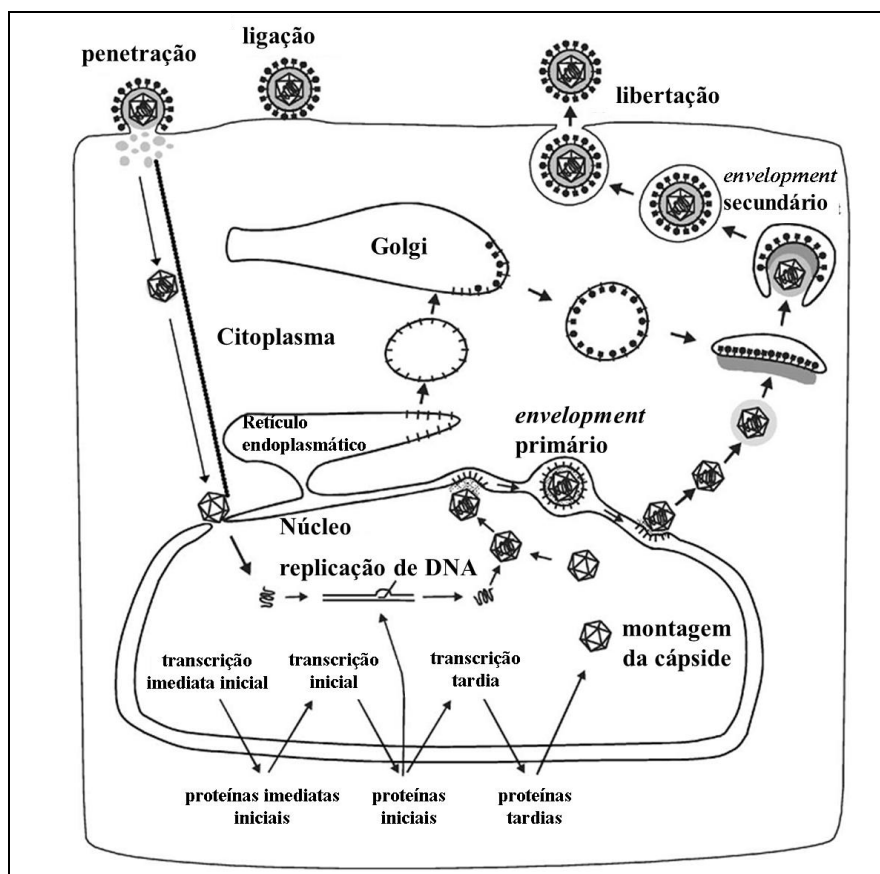 ligação
penetração
libertação
envelopment
secundário
Golgi
Citoplasma
Retículo
endoplasmático
envelopment
primário
Núcleo
replicação de DNA
transcrição
imediata inicial
transcrição
inicial
transcrição
tardia
montagem
da cápside
proteínas imediatas
iniciais
proteínas
iniciais
proteínas
tardias